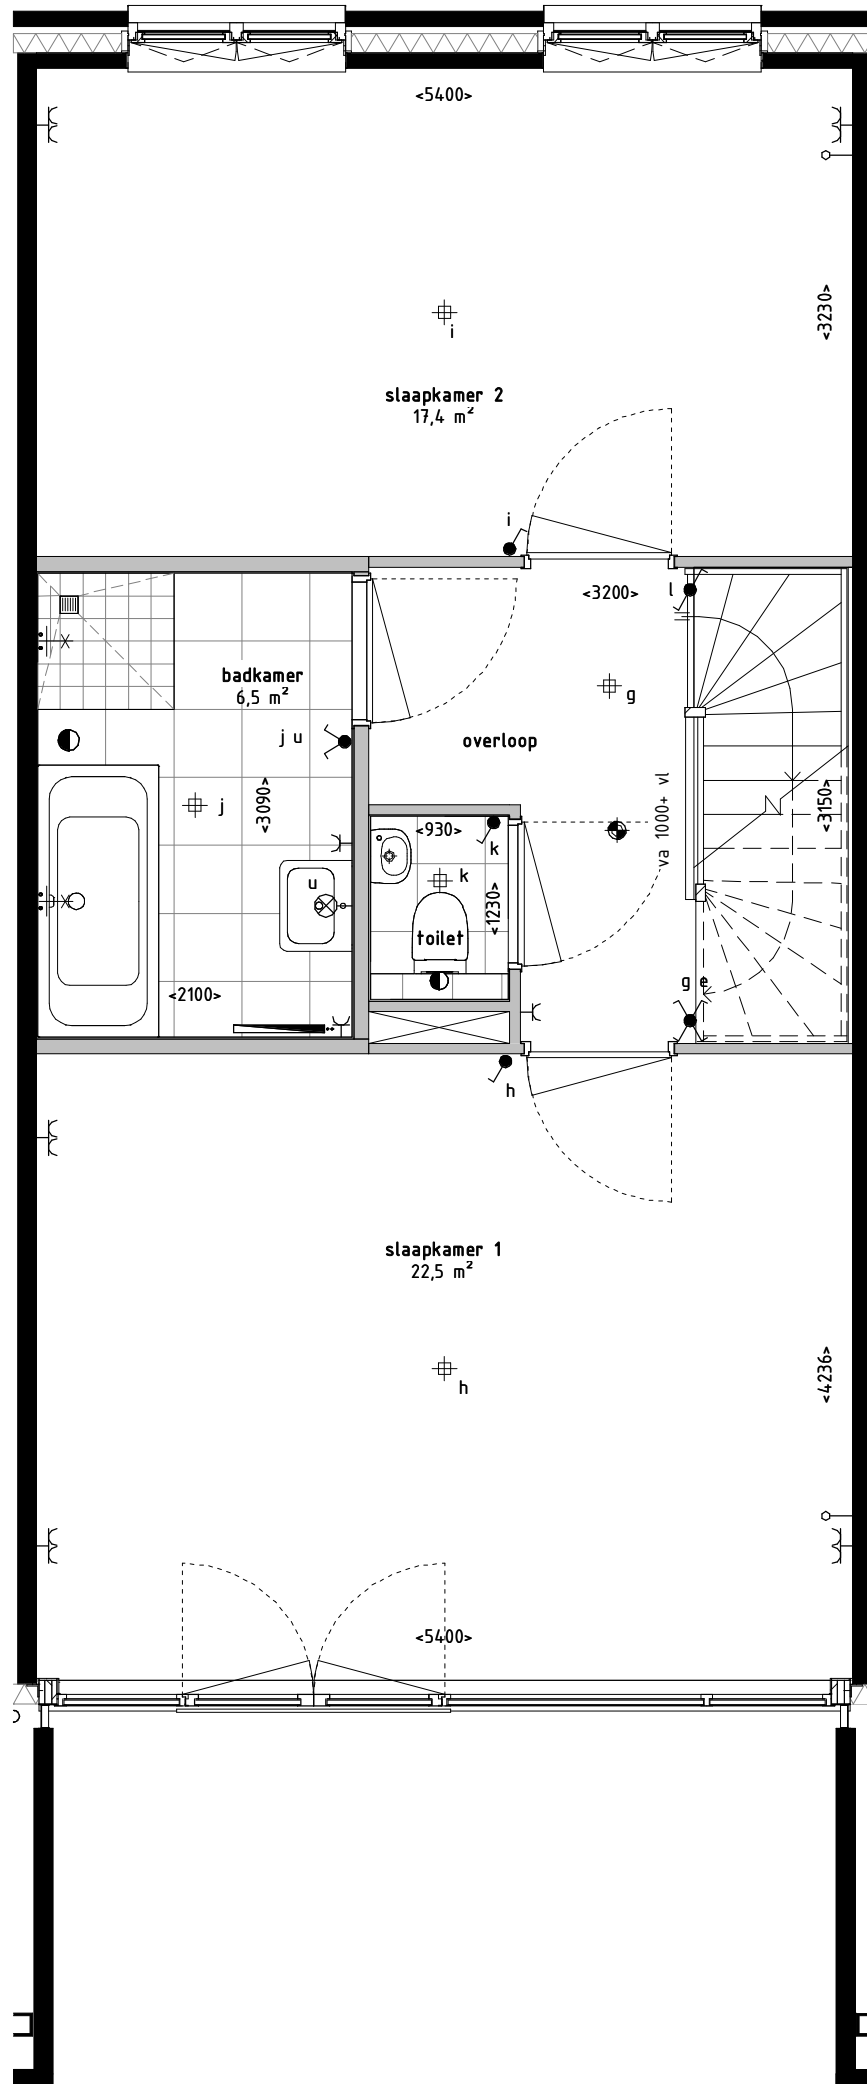 <5400>
<3230>
i
slaapkamer 2
17,4 m²
i
<3200>
l
badkamer
6,5 m²
g
j u
overloop
<3090>
j
va 1000+ vl
<3150>
<930>
k
k
u
<1230>
toilet
g e
<2100>
h
slaapkamer 1
22,5 m²
<4236>
h
<5400>